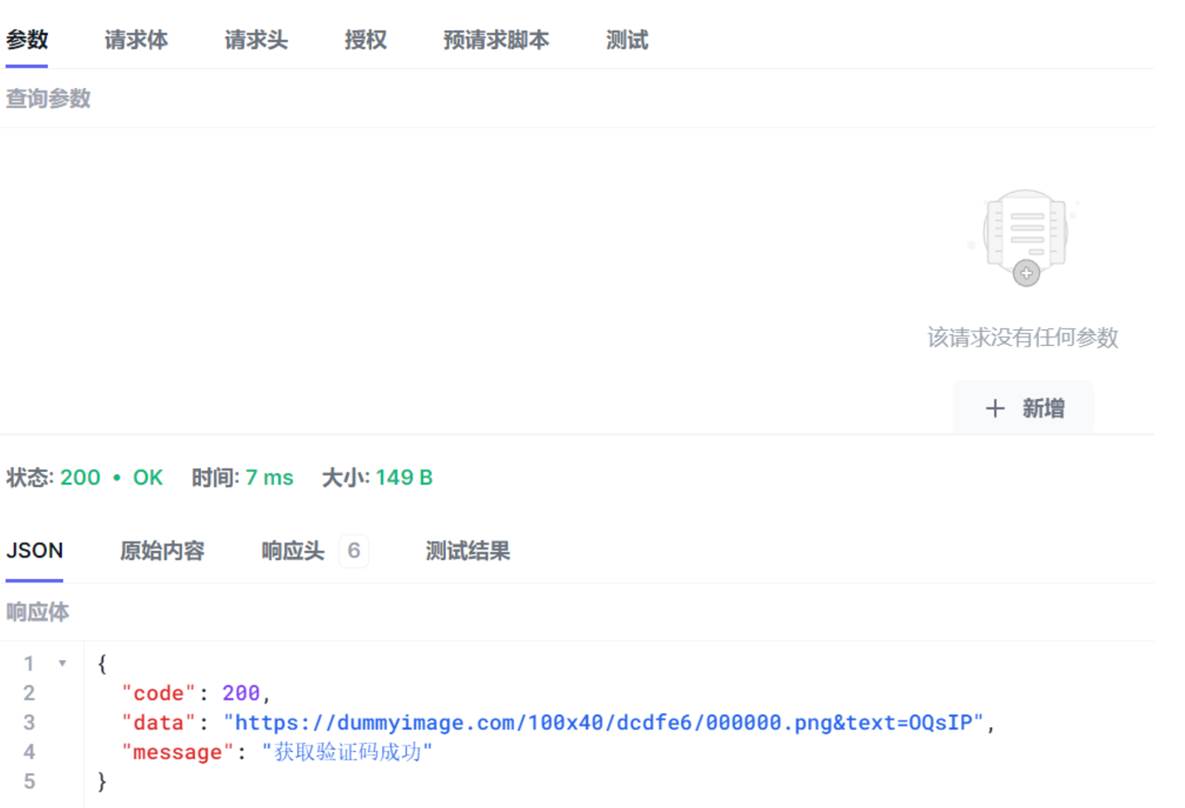 参数 请求体 请求头 授权 预请求脚本 测试
查询参数
该请求没有任何参数
+ 新增
状态: 200 • OK 时间: 7 ms 大小: 149 B
JSON 原始内容 响应头 6 测试结果
响应体
1 {
2 "code": 200,
3 "data": "https://dummyimage.com/100x40/dcdfe6/000000.png&text=OQsIP",
4 "message": "获取验证码成功"
5 }